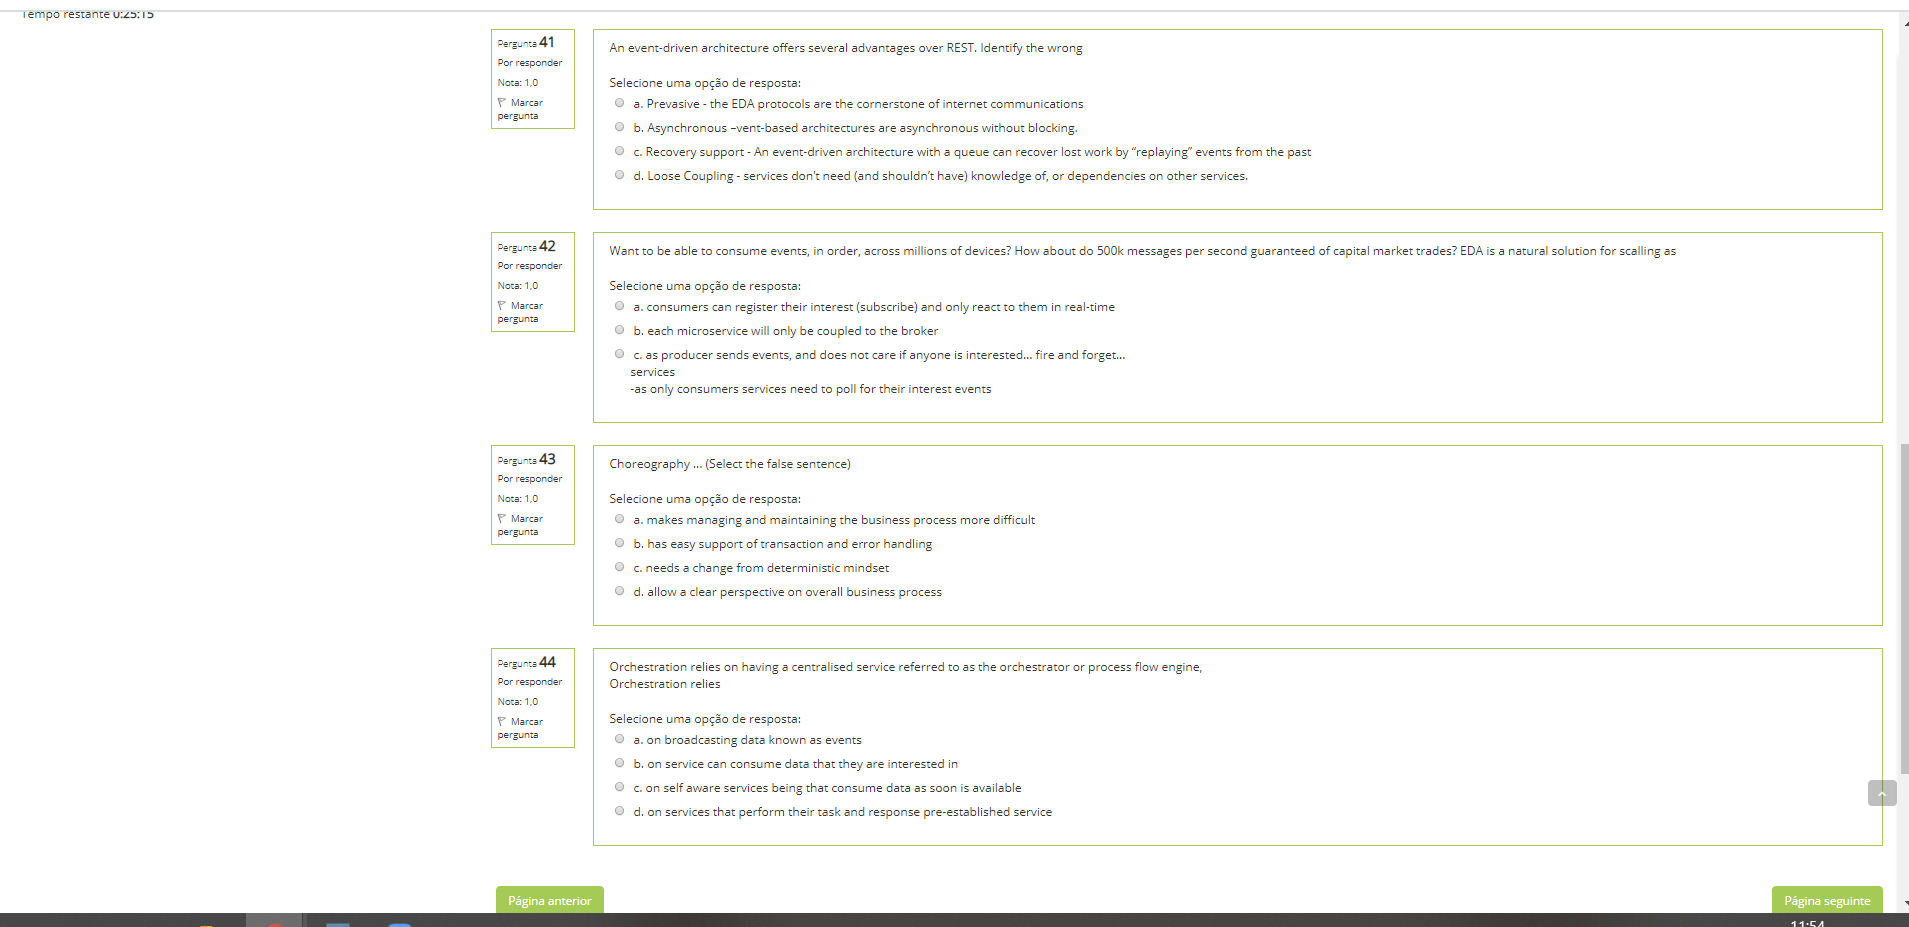 Tempo restante 0:25:15
Pergunta 41
Por responder
Nota: 1,0
Marcar
pergunta
An event-driven architecture offers several advantages over REST. Identify the wrong
Selecione uma opção de resposta:
a. Prevasive - the EDA protocols are the cornerstone of internet communications
b. Asynchronous –vent-based architectures are asynchronous without blocking.
c. Recovery support - An event-driven architecture with a queue can recover lost work by “replaying” events from the past
d. Loose Coupling - services don’t need (and shouldn’t have) knowledge of, or dependencies on other services.
Pergunta 42
Por responder
Nota: 1,0
Marcar
pergunta
Want to be able to consume events, in order, across millions of devices? How about do 500k messages per second guaranteed of capital market trades? EDA is a natural solution for scalling as
Selecione uma opção de resposta:
a. consumers can register their interest (subscribe) and only react to them in real-time
b. each microservice will only be coupled to the broker
c. as producer sends events, and does not care if anyone is interested... fire and forget...
services
-as only consumers services need to poll for their interest events
Pergunta 43
Por responder
Nota: 1,0
Marcar
pergunta
Choreography ... (Select the false sentence)
Selecione uma opção de resposta:
a. makes managing and maintaining the business process more difficult
b. has easy support of transaction and error handling
c. needs a change from deterministic mindset
d. allow a clear perspective on overall business process
Pergunta 44
Por responder
Nota: 1,0
Marcar
pergunta
Orchestration relies on having a centralised service referred to as the orchestrator or process flow engine,
Orchestration relies
Selecione uma opção de resposta:
a. on broadcasting data known as events
b. on service can consume data that they are interested in
c. on self aware services being that consume data as soon is available
d. on services that perform their task and response pre-established service
Página anterior
Página seguinte
11:54